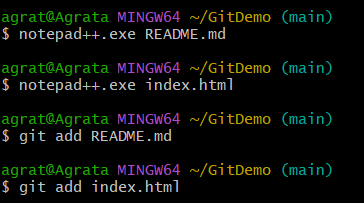 agrat@Agrata MINGW64 ~/GitDemo (main)
$ notepad++.exe README.md
agrat@Agrata MINGW64 ~/GitDemo (main)
$ notepad++.exe index.html
agrat@Agrata MINGW64 ~/GitDemo (main)
$ git add README.md
agrat@Agrata MINGW64 ~/GitDemo (main)
$ git add index.html